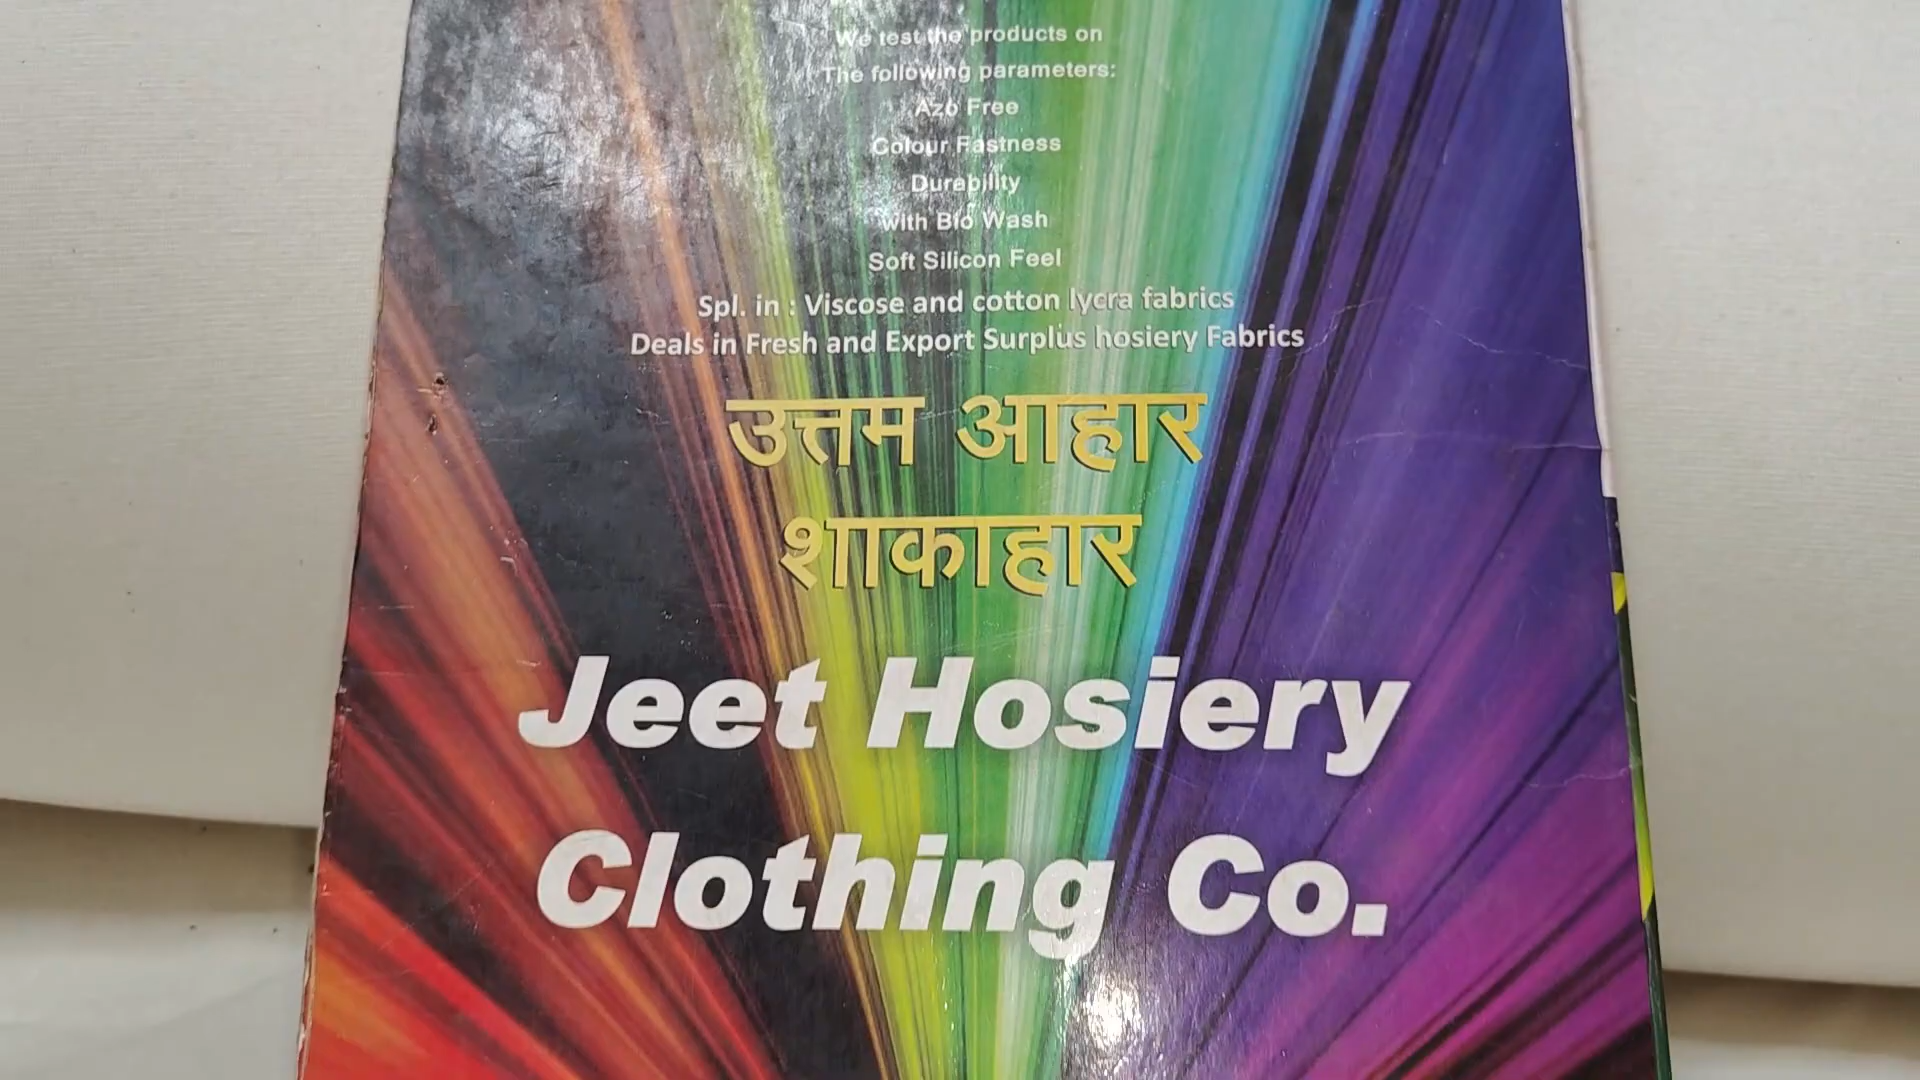 We test the products on
The following parameters:
Azo Free
Colour Fastness
Durability
with Bio Wash
Soft Silicon Feel
Spl. in : Viscose and cotton lycra fabrics
Deals in Fresh and Export Surplus hosiery Fabrics
उत्तम आहार
शाकाहार
Jeet Hosiery
Clothing Co.